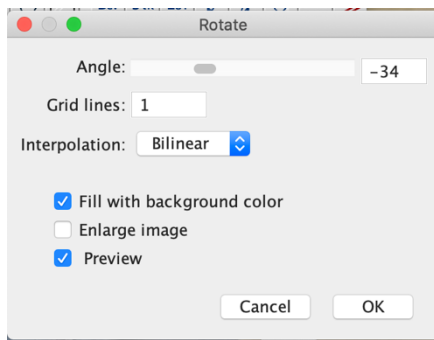 Rotate
Angle: -34
Grid lines: 1
Interpolation: Bilinear
Fill with background color
Enlarge image
Preview
Cancel OK